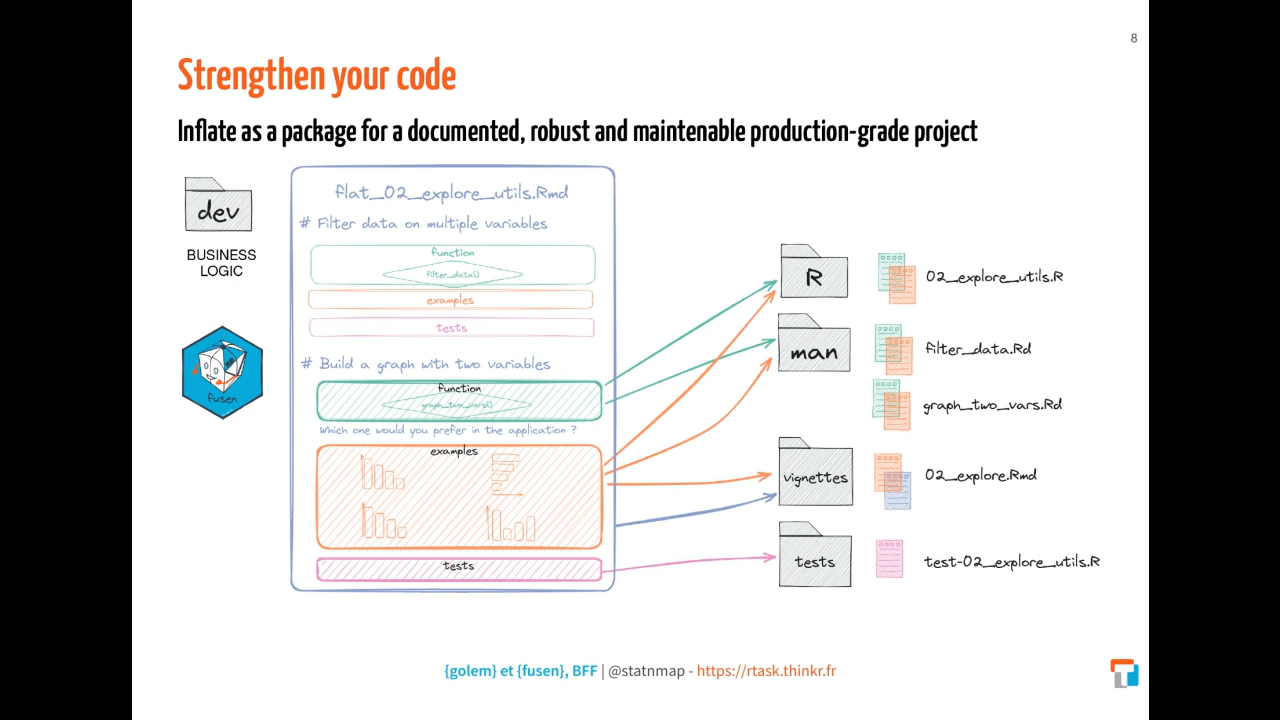 8
Strengthen your code
Inflate as a package for a documented, robust and maintenable production-grade project
dev
BUSINESS
LOGIC
fusen
flat_02_explore_utils.Rmd
# Filter data on multiple variables
function
filter_data()
examples
tests
# Build a graph with two variables
function
graph_two_vars()
Which one would you prefer in the application ?
examples
tests
R
02_explore_utils.R
man
filter_data.Rd
graph_two_vars.Rd
vignettes
02_explore.Rmd
tests
test-02_explore_utils.R
{golem} et {fusen}, BFF | @statnmap - https://rtask.thinkr.fr